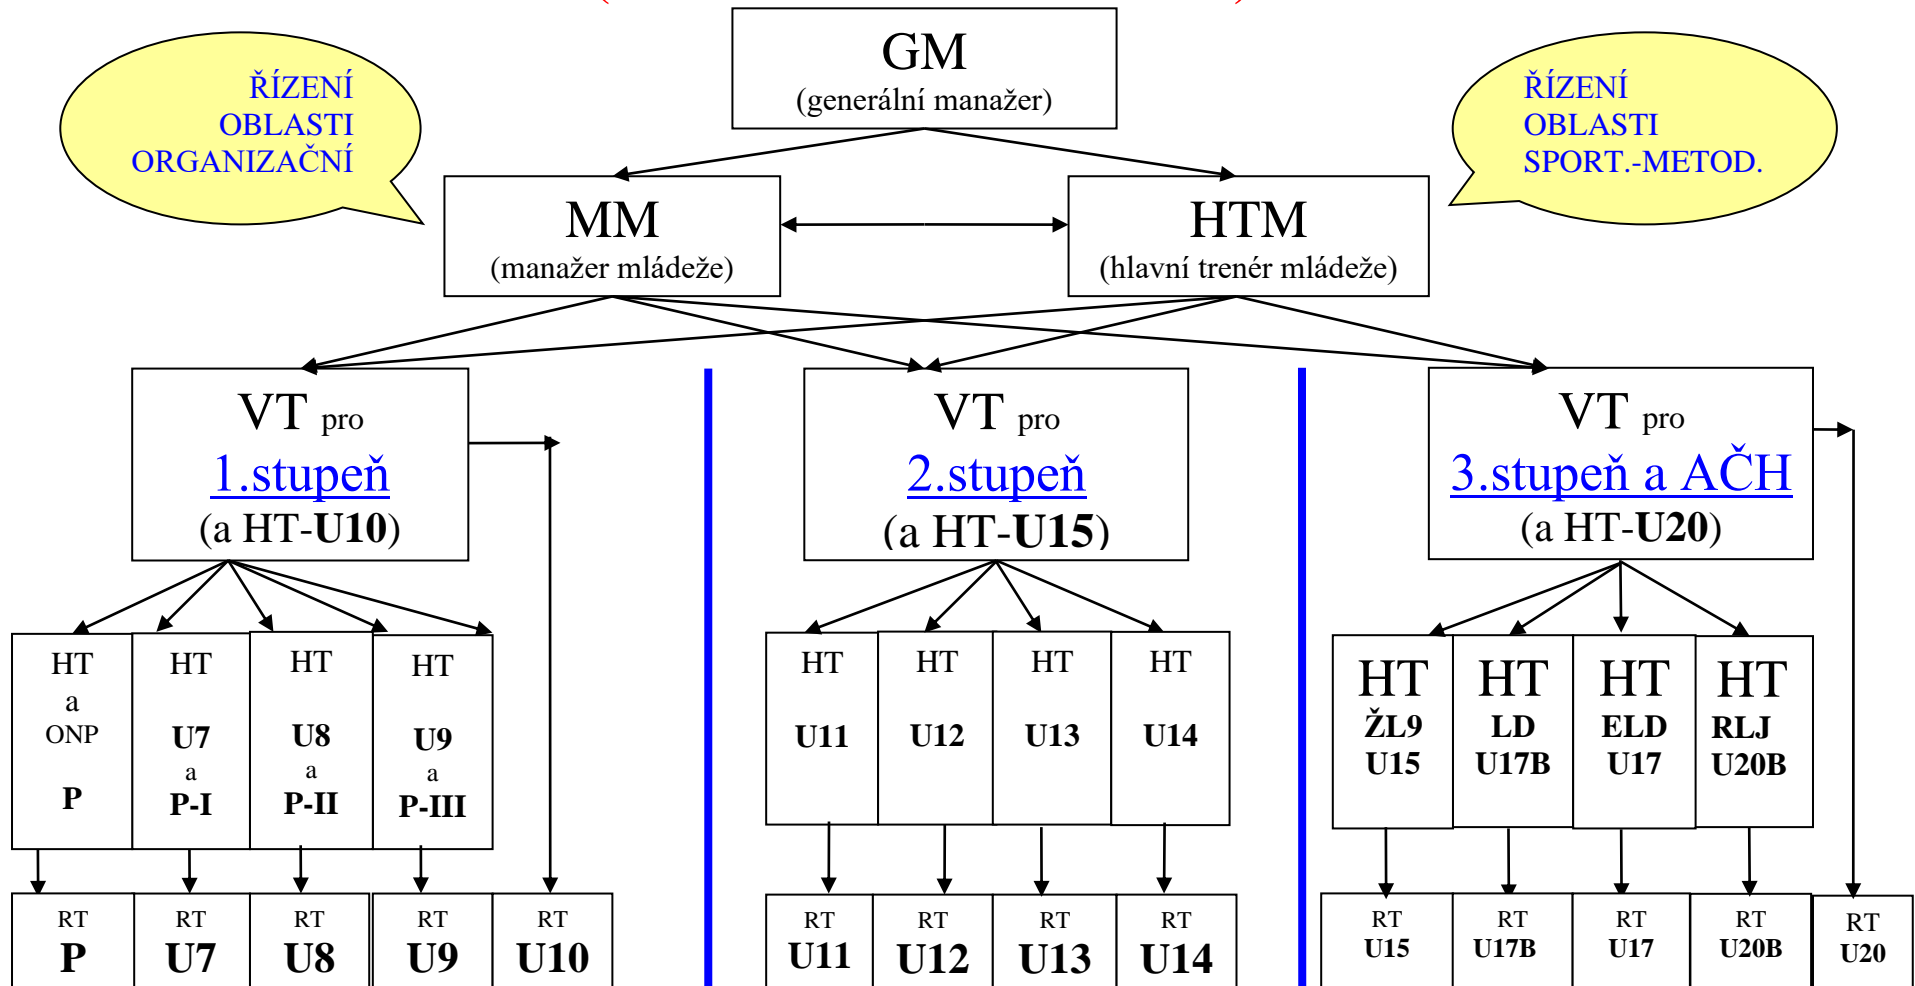 GM
(generální manažer)
ŘÍZENÍ
OBLASTI
ORGANIZAČNÍ
ŘÍZENÍ
OBLASTI
SPORT.-METOD.
MM
(manažer mládeže)
HTM
(hlavní trenér mládeže)
VT pro
1.stupeň
(a HT-U10)
VT pro
2.stupeň
(a HT-U15)
VT pro
3.stupeň a AČH
(a HT-U20)
HT
a
ONP
P
HT
U7
a
P-I
HT
U8
a
P-II
HT
U9
a
P-III
HT
U11
HT
U12
HT
U13
HT
U14
HT
ŽL9
U15
HT
LD
U17B
HT
ELD
U17
HT
RLJ
U20B
RT
P
RT
U7
RT
U8
RT
U9
RT
U10
RT
U11
RT
U12
RT
U13
RT
U14
RT
U15
RT
U17B
RT
U17
RT
U20B
RT
U20